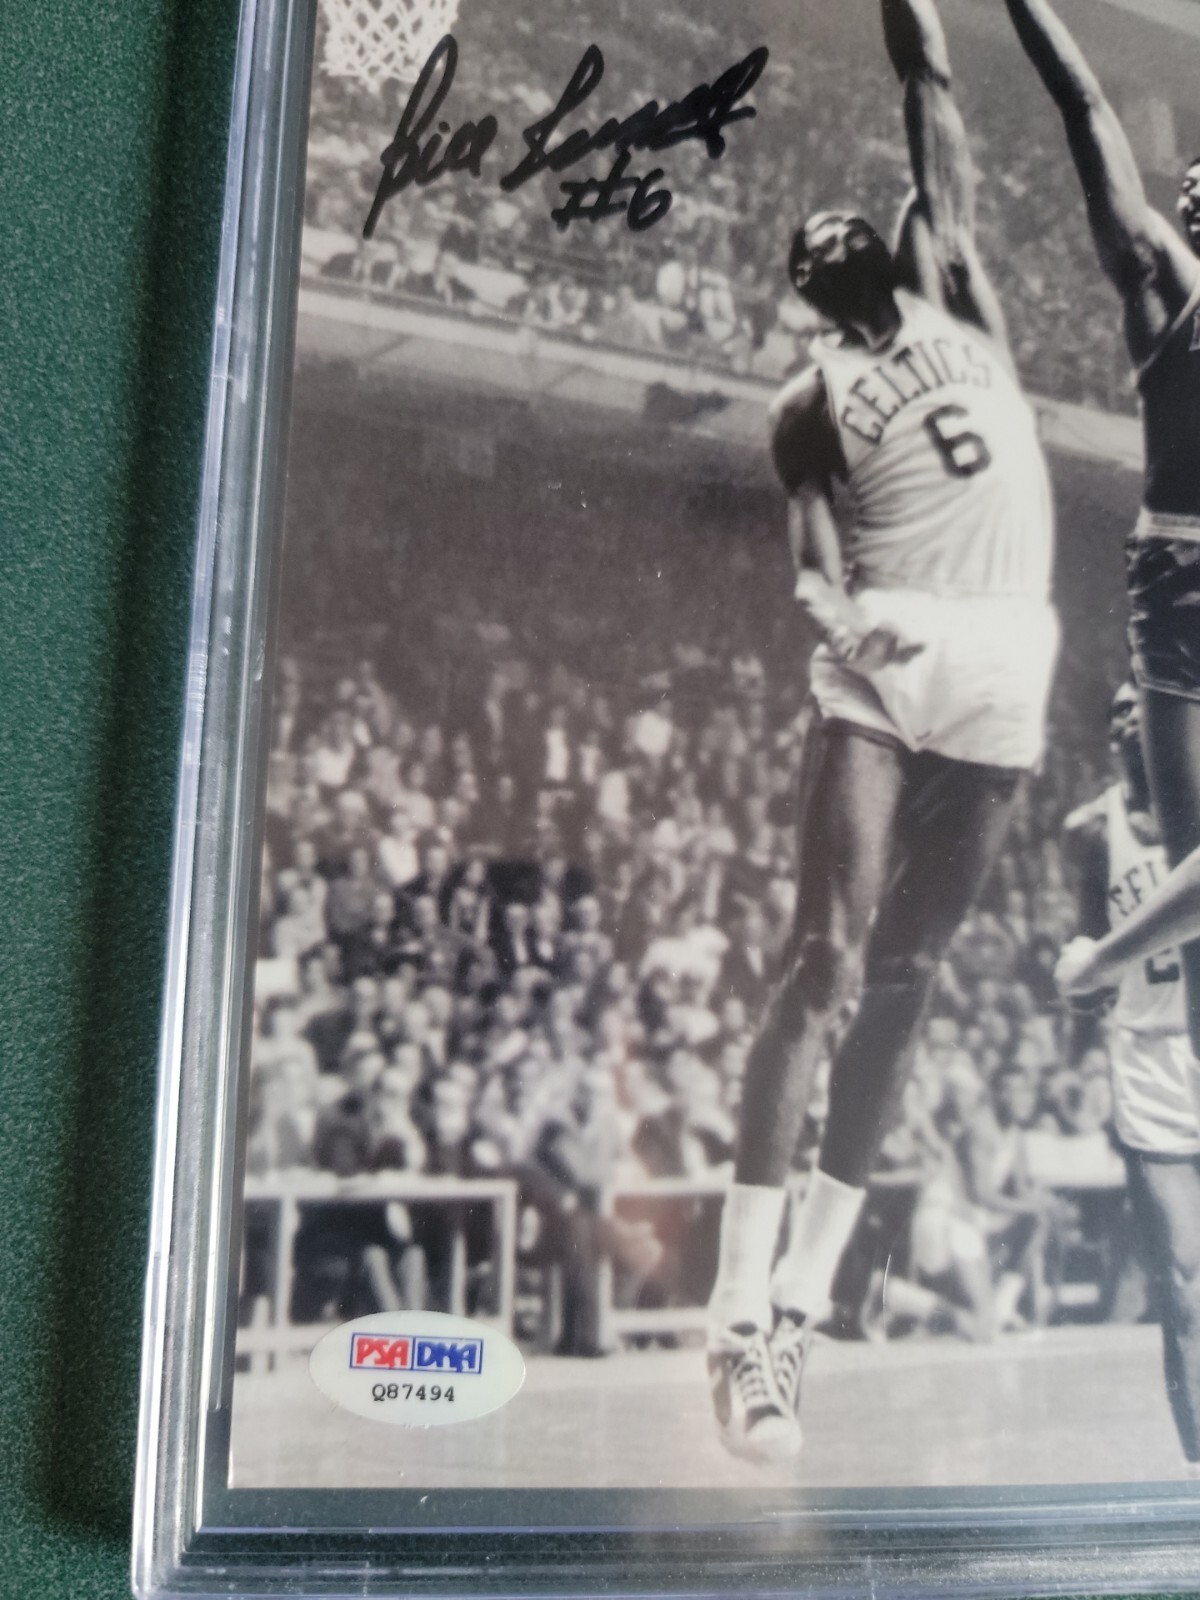 Bill Russell
#6
CELTICS
6
PSA DNA
Q87494